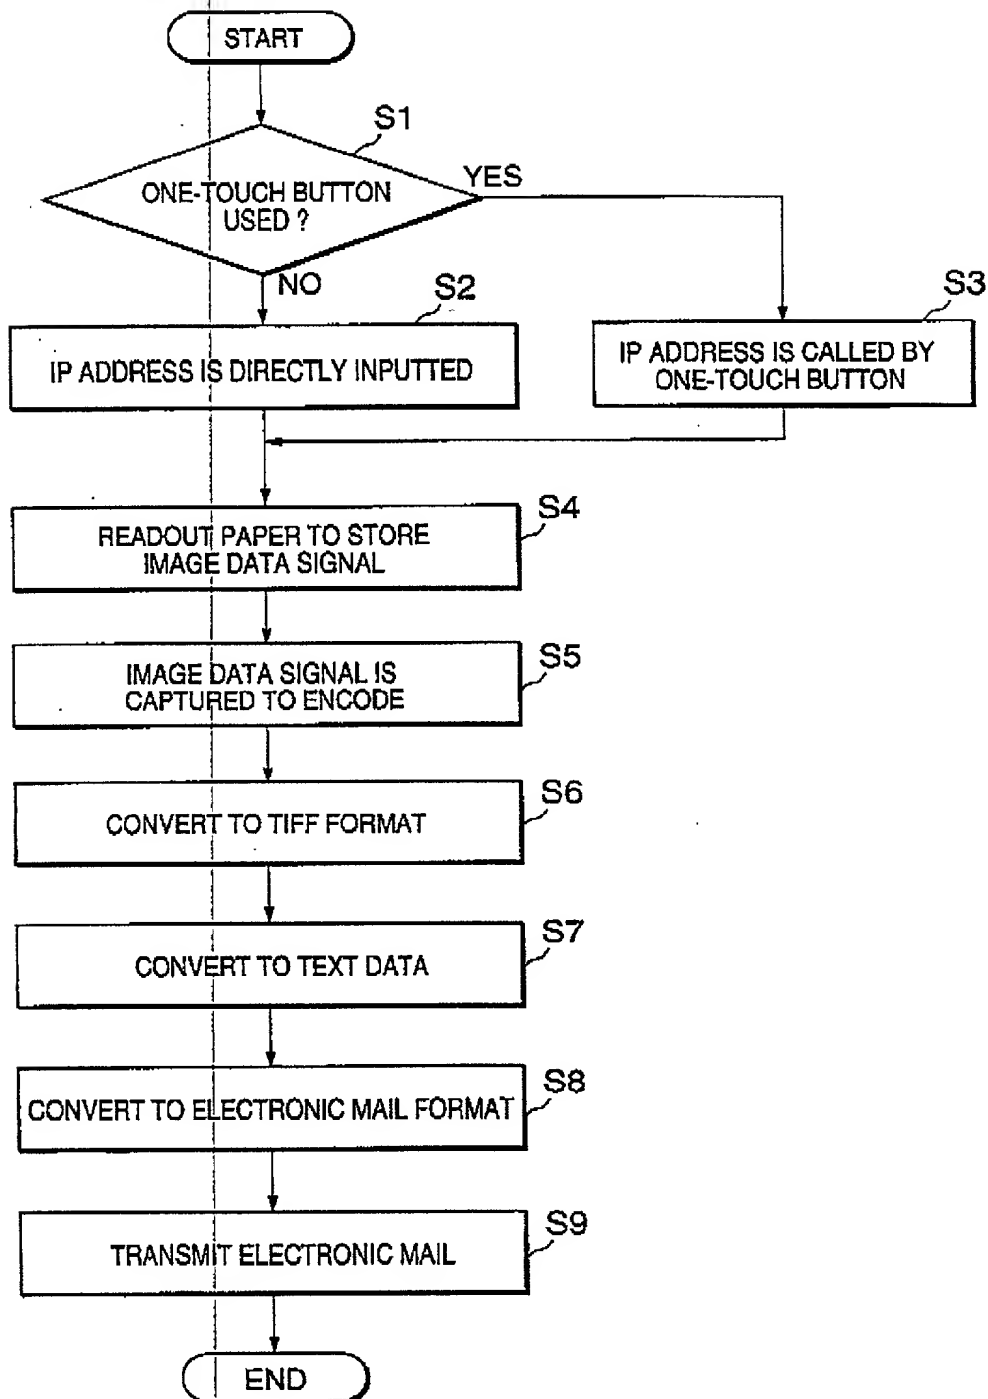 START
S1
ONE-TOUCH BUTTON
USED ?
YES
NO
S2
IP ADDRESS IS DIRECTLY INPUTTED
S3
IP ADDRESS IS CALLED BY
ONE-TOUCH BUTTON
S4
READOUT PAPER TO STORE
IMAGE DATA SIGNAL
S5
IMAGE DATA SIGNAL IS
CAPTURED TO ENCODE
S6
CONVERT TO TIFF FORMAT
S7
CONVERT TO TEXT DATA
S8
CONVERT TO ELECTRONIC MAIL FORMAT
S9
TRANSMIT ELECTRONIC MAIL
END